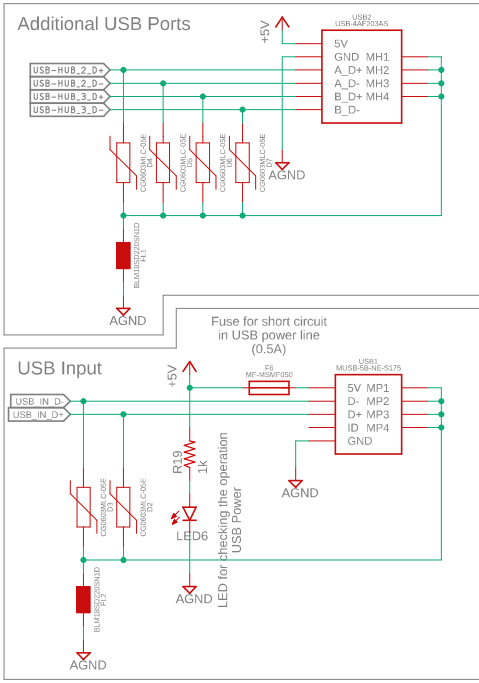 Additional USB Ports
+5V
USB2
USB-4AF203AS
5V
GND MH1
A_D+ MH2
A_D- MH3
B_D+ MH4
B_D-
USB-HUB_2_D+
USB-HUB_2_D-
USB-HUB_3_D+
USB-HUB_3_D-
CG0603MLC-05E
D4
CG0603MLC-05E
D5
CG0603MLC-05E
D6
CG0603MLC-05E
D7
AGND
BLM18SD220SN1D
FL1
AGND
Fuse for short circuit
in USB power line
(0.5A)
USB Input
+5V
F6
MF-MSMF050
USB1
MUSB-5B-NE-S175
5V MP1
D- MP2
D+ MP3
ID MP4
GND
USB_IN_D-
USB_IN_D+
R19
1k
CG0603MLC-05E
D3
CG0603MLC-05E
D2
LED6
LED for checking the operation
USB Power
AGND
AGND
BLM18SD220SN1D
FL2
AGND